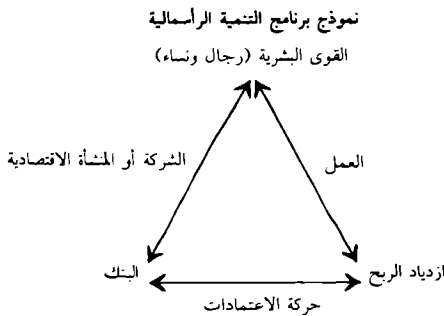 نموذج برنامج التنمية الرأسمالية
القوى البشرية (رجال ونساء)
الشركة أو المنشأة الاقتصادية
العمل
ازدياد الربح
البنك
حركة الاعتمادات